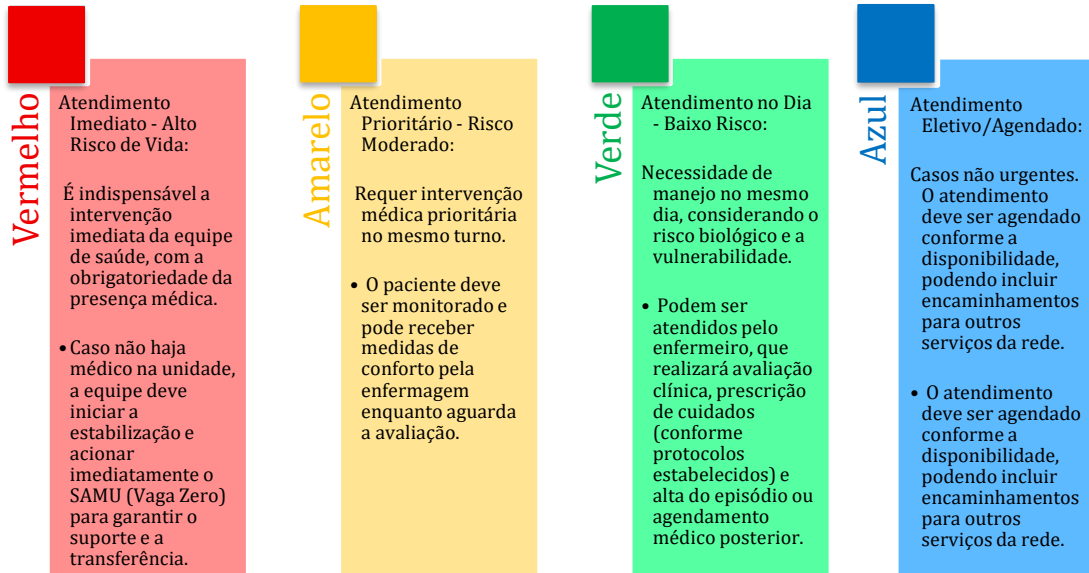 Vermelho
Atendimento
Imediato - Alto
Risco de Vida:
É indispensável a
intervenção
imediata da equipe
de saúde, com a
obrigatoriedade da
presença médica.
• Caso não haja
médico na unidade,
a equipe deve
iniciar a
estabilização e
acionar
imediatamente o
SAMU (Vaga Zero)
para garantir o
suporte e a
transferência.
Amarelo
Atendimento
Prioritário - Risco
Moderado:
Requer intervenção
médica prioritária
no mesmo turno.
• O paciente deve
ser monitorado e
pode receber
medidas de
conforto pela
enfermagem
enquanto aguarda
a avaliação.
Verde
Atendimento no Dia
- Baixo Risco:
Necessidade de
manejo no mesmo
dia, considerando o
risco biológico e a
vulnerabilidade.
• Podem ser
atendidos pelo
enfermeiro, que
realizará avaliação
clínica, prescrição
de cuidados
(conforme
protocolos
estabelecidos) e
alta do episódio ou
agendamento
médico posterior.
Azul
Atendimento
Eletivo/Agendado:
Casos não urgentes.
O atendimento
deve ser agendado
conforme a
disponibilidade,
podendo incluir
encaminhamentos
para outros
serviços da rede.
• O atendimento
deve ser agendado
conforme a
disponibilidade,
podendo incluir
encaminhamentos
para outros
serviços da rede.